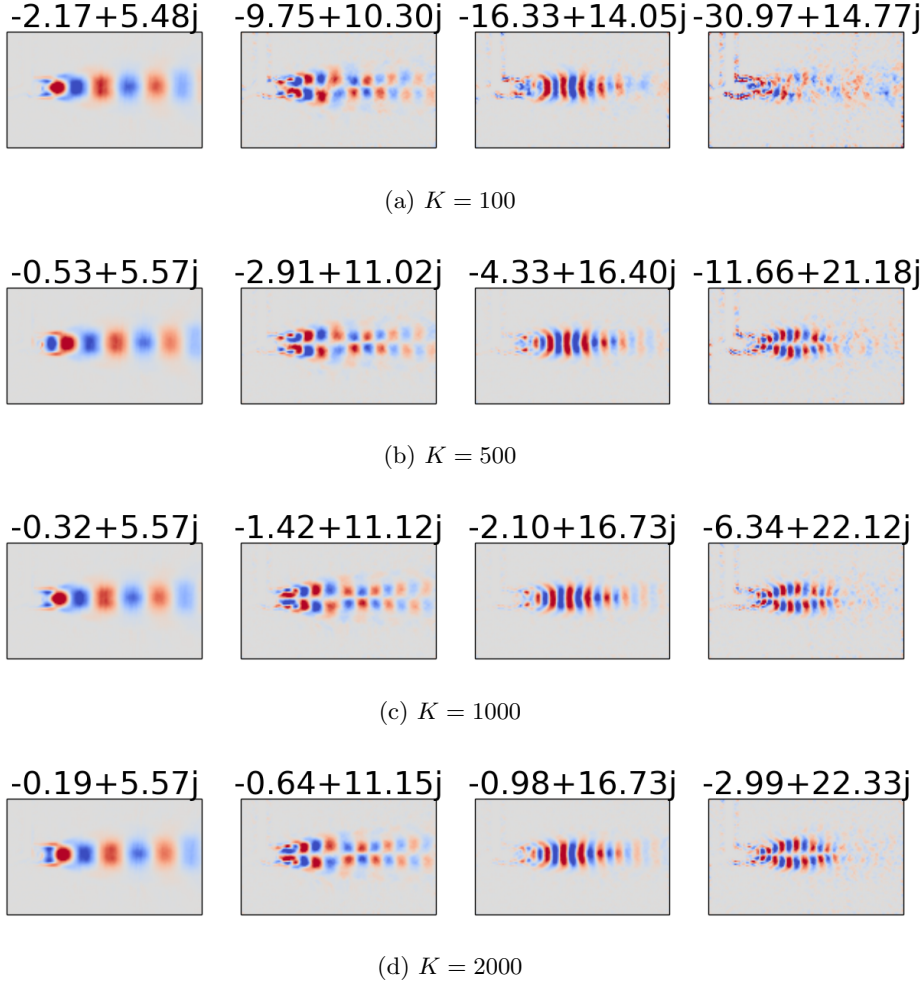 -2.17+5.48j -9.75+10.30j -16.33+14.05j -30.97+14.77j
(a) K = 100
-0.53+5.57j -2.91+11.02j -4.33+16.40j -11.66+21.18j
(b) K = 500
-0.32+5.57j -1.42+11.12j -2.10+16.73j -6.34+22.12j
(c) K = 1000
-0.19+5.57j -0.64+11.15j -0.98+16.73j -2.99+22.33j
(d) K = 2000